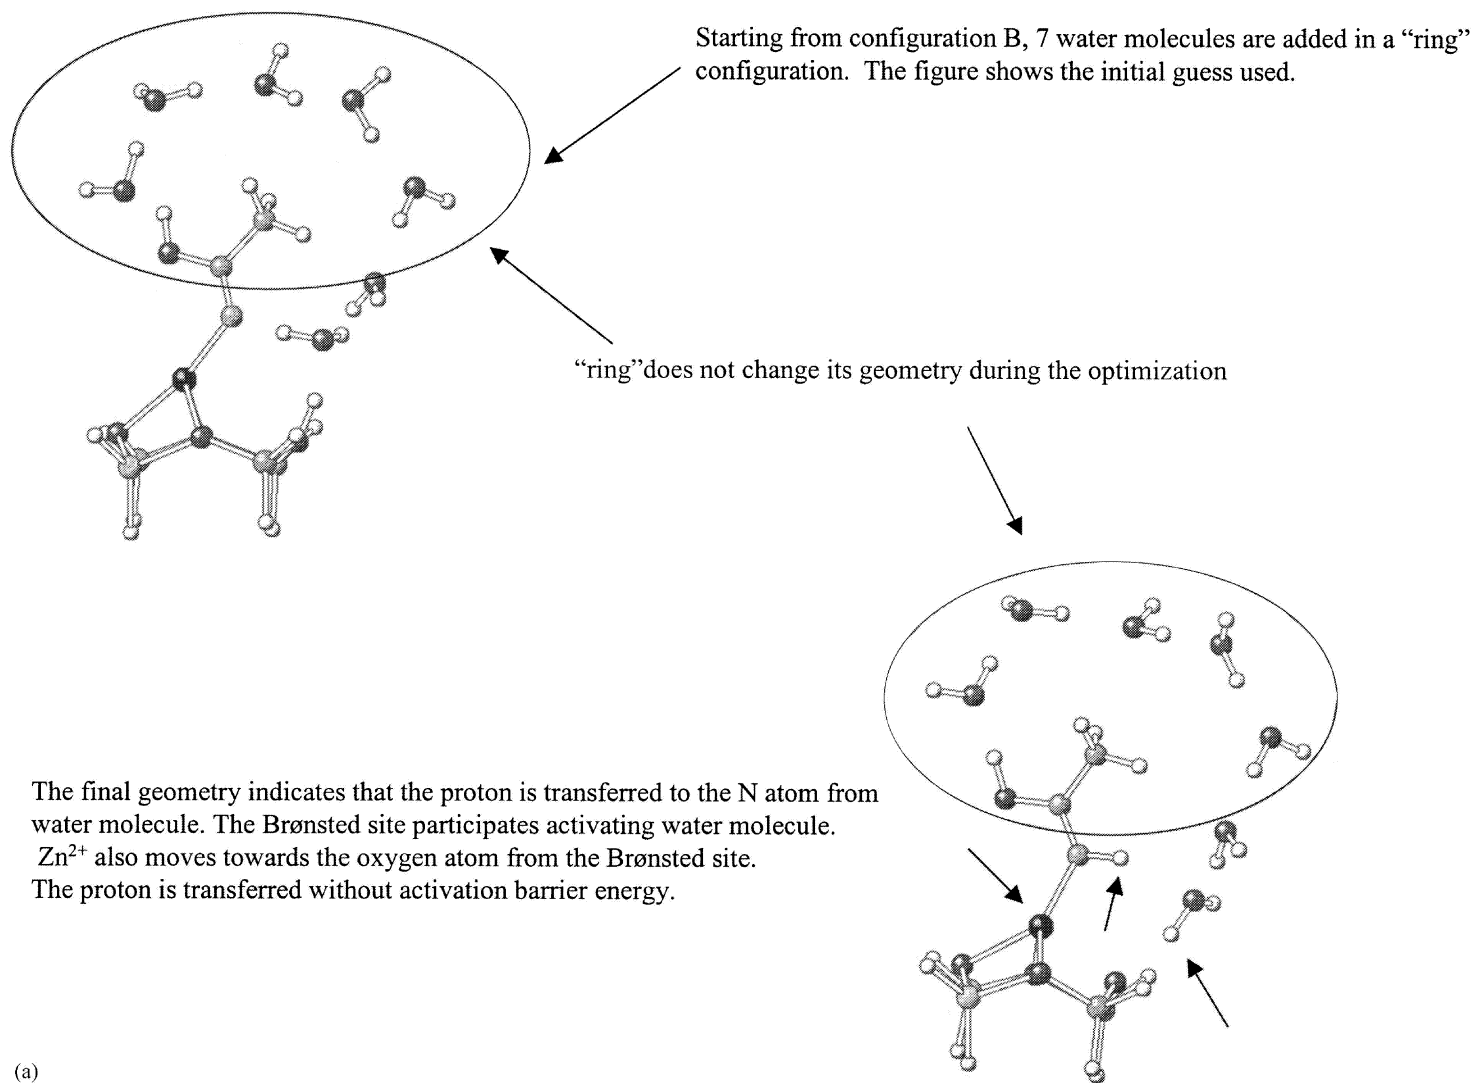 Starting from configuration B, 7 water molecules are added in a “ring”
configuration.  The figure shows the initial guess used.
“ring”does not change its geometry during the optimization
The final geometry indicates that the proton is transferred to the N atom from
water molecule. The Brønsted site participates activating water molecule.
Zn²⁺ also moves towards the oxygen atom from the Brønsted site.
The proton is transferred without activation barrier energy.
(a)